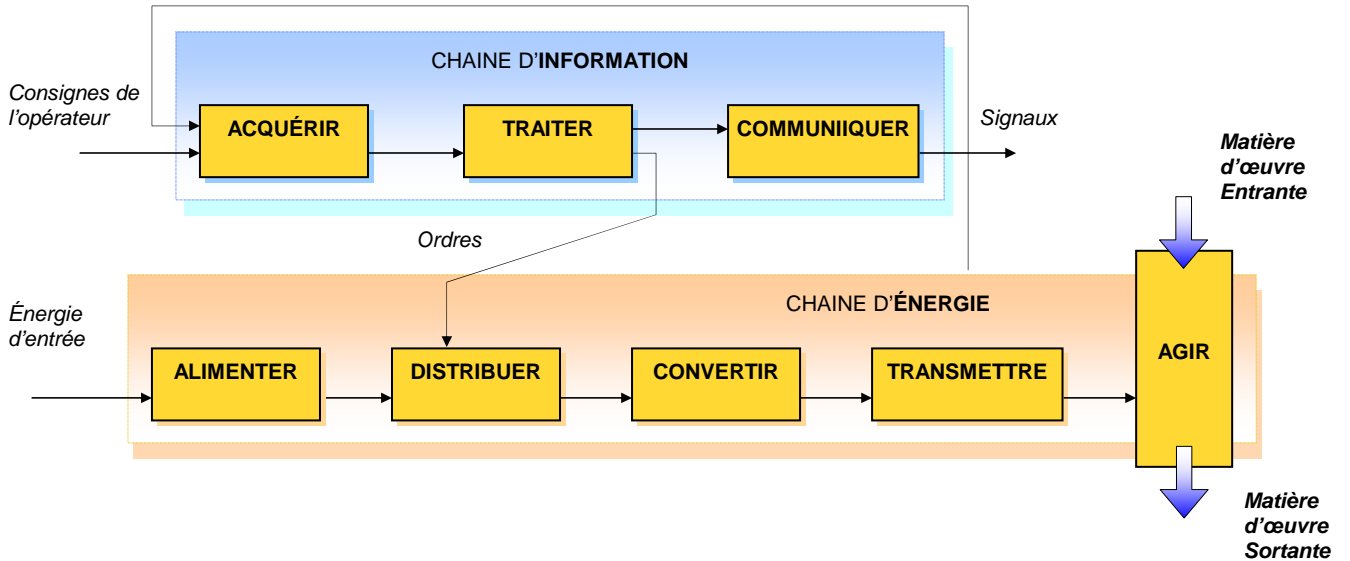 CHAINE D'INFORMATION
Consignes de
l'opérateur
ACQUÉRIR
TRAITER
COMMUNIIQUER
Signaux
Matière
d'œuvre
Entrante
Ordres
CHAINE D'ÉNERGIE
Énergie
d'entrée
ALIMENTER
DISTRIBUER
CONVERTIR
TRANSMETTRE
AGIR
Matière
d'œuvre
Sortante